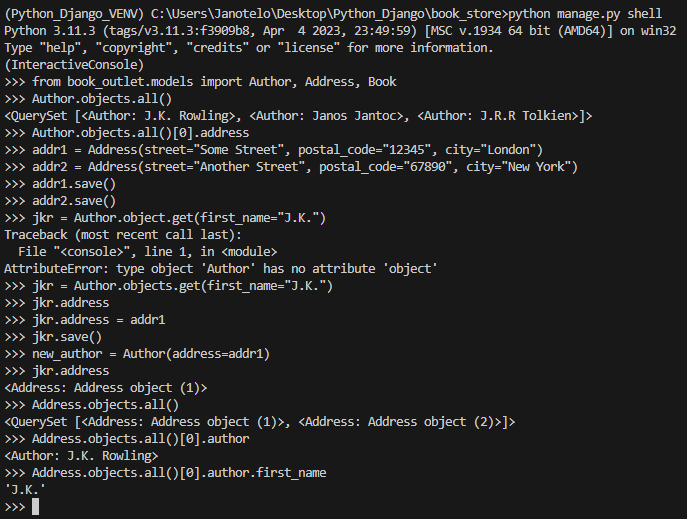 (Python_Django_VENV) C:\Users\Janotelo\Desktop\Python_Django\book_store>python manage.py shell
Python 3.11.3 (tags/v3.11.3:f3909b8, Apr  4 2023, 23:49:59) [MSC v.1934 64 bit (AMD64)] on win32
Type "help", "copyright", "credits" or "license" for more information.
(InteractiveConsole)
>>> from book_outlet.models import Author, Address, Book
>>> Author.objects.all()
<QuerySet [<Author: J.K. Rowling>, <Author: Janos Jantoc>, <Author: J.R.R Tolkien>]>
>>> Author.objects.all()[0].address
>>> addr1 = Address(street="Some Street", postal_code="12345", city="London")
>>> addr2 = Address(street="Another Street", postal_code="67890", city="New York")
>>> addr1.save()
>>> addr2.save()
>>> jkr = Author.object.get(first_name="J.K.")
Traceback (most recent call last):
  File "<console>", line 1, in <module>
AttributeError: type object 'Author' has no attribute 'object'
>>> jkr = Author.objects.get(first_name="J.K.")
>>> jkr.address
>>> jkr.address = addr1
>>> jkr.save()
>>> new_author = Author(address=addr1)
>>> jkr.address
<Address: Address object (1)>
>>> Address.objects.all()
<QuerySet [<Address: Address object (1)>, <Address: Address object (2)>]>
>>> Address.objects.all()[0].author
<Author: J.K. Rowling>
>>> Address.objects.all()[0].author.first_name
'J.K.'
>>>